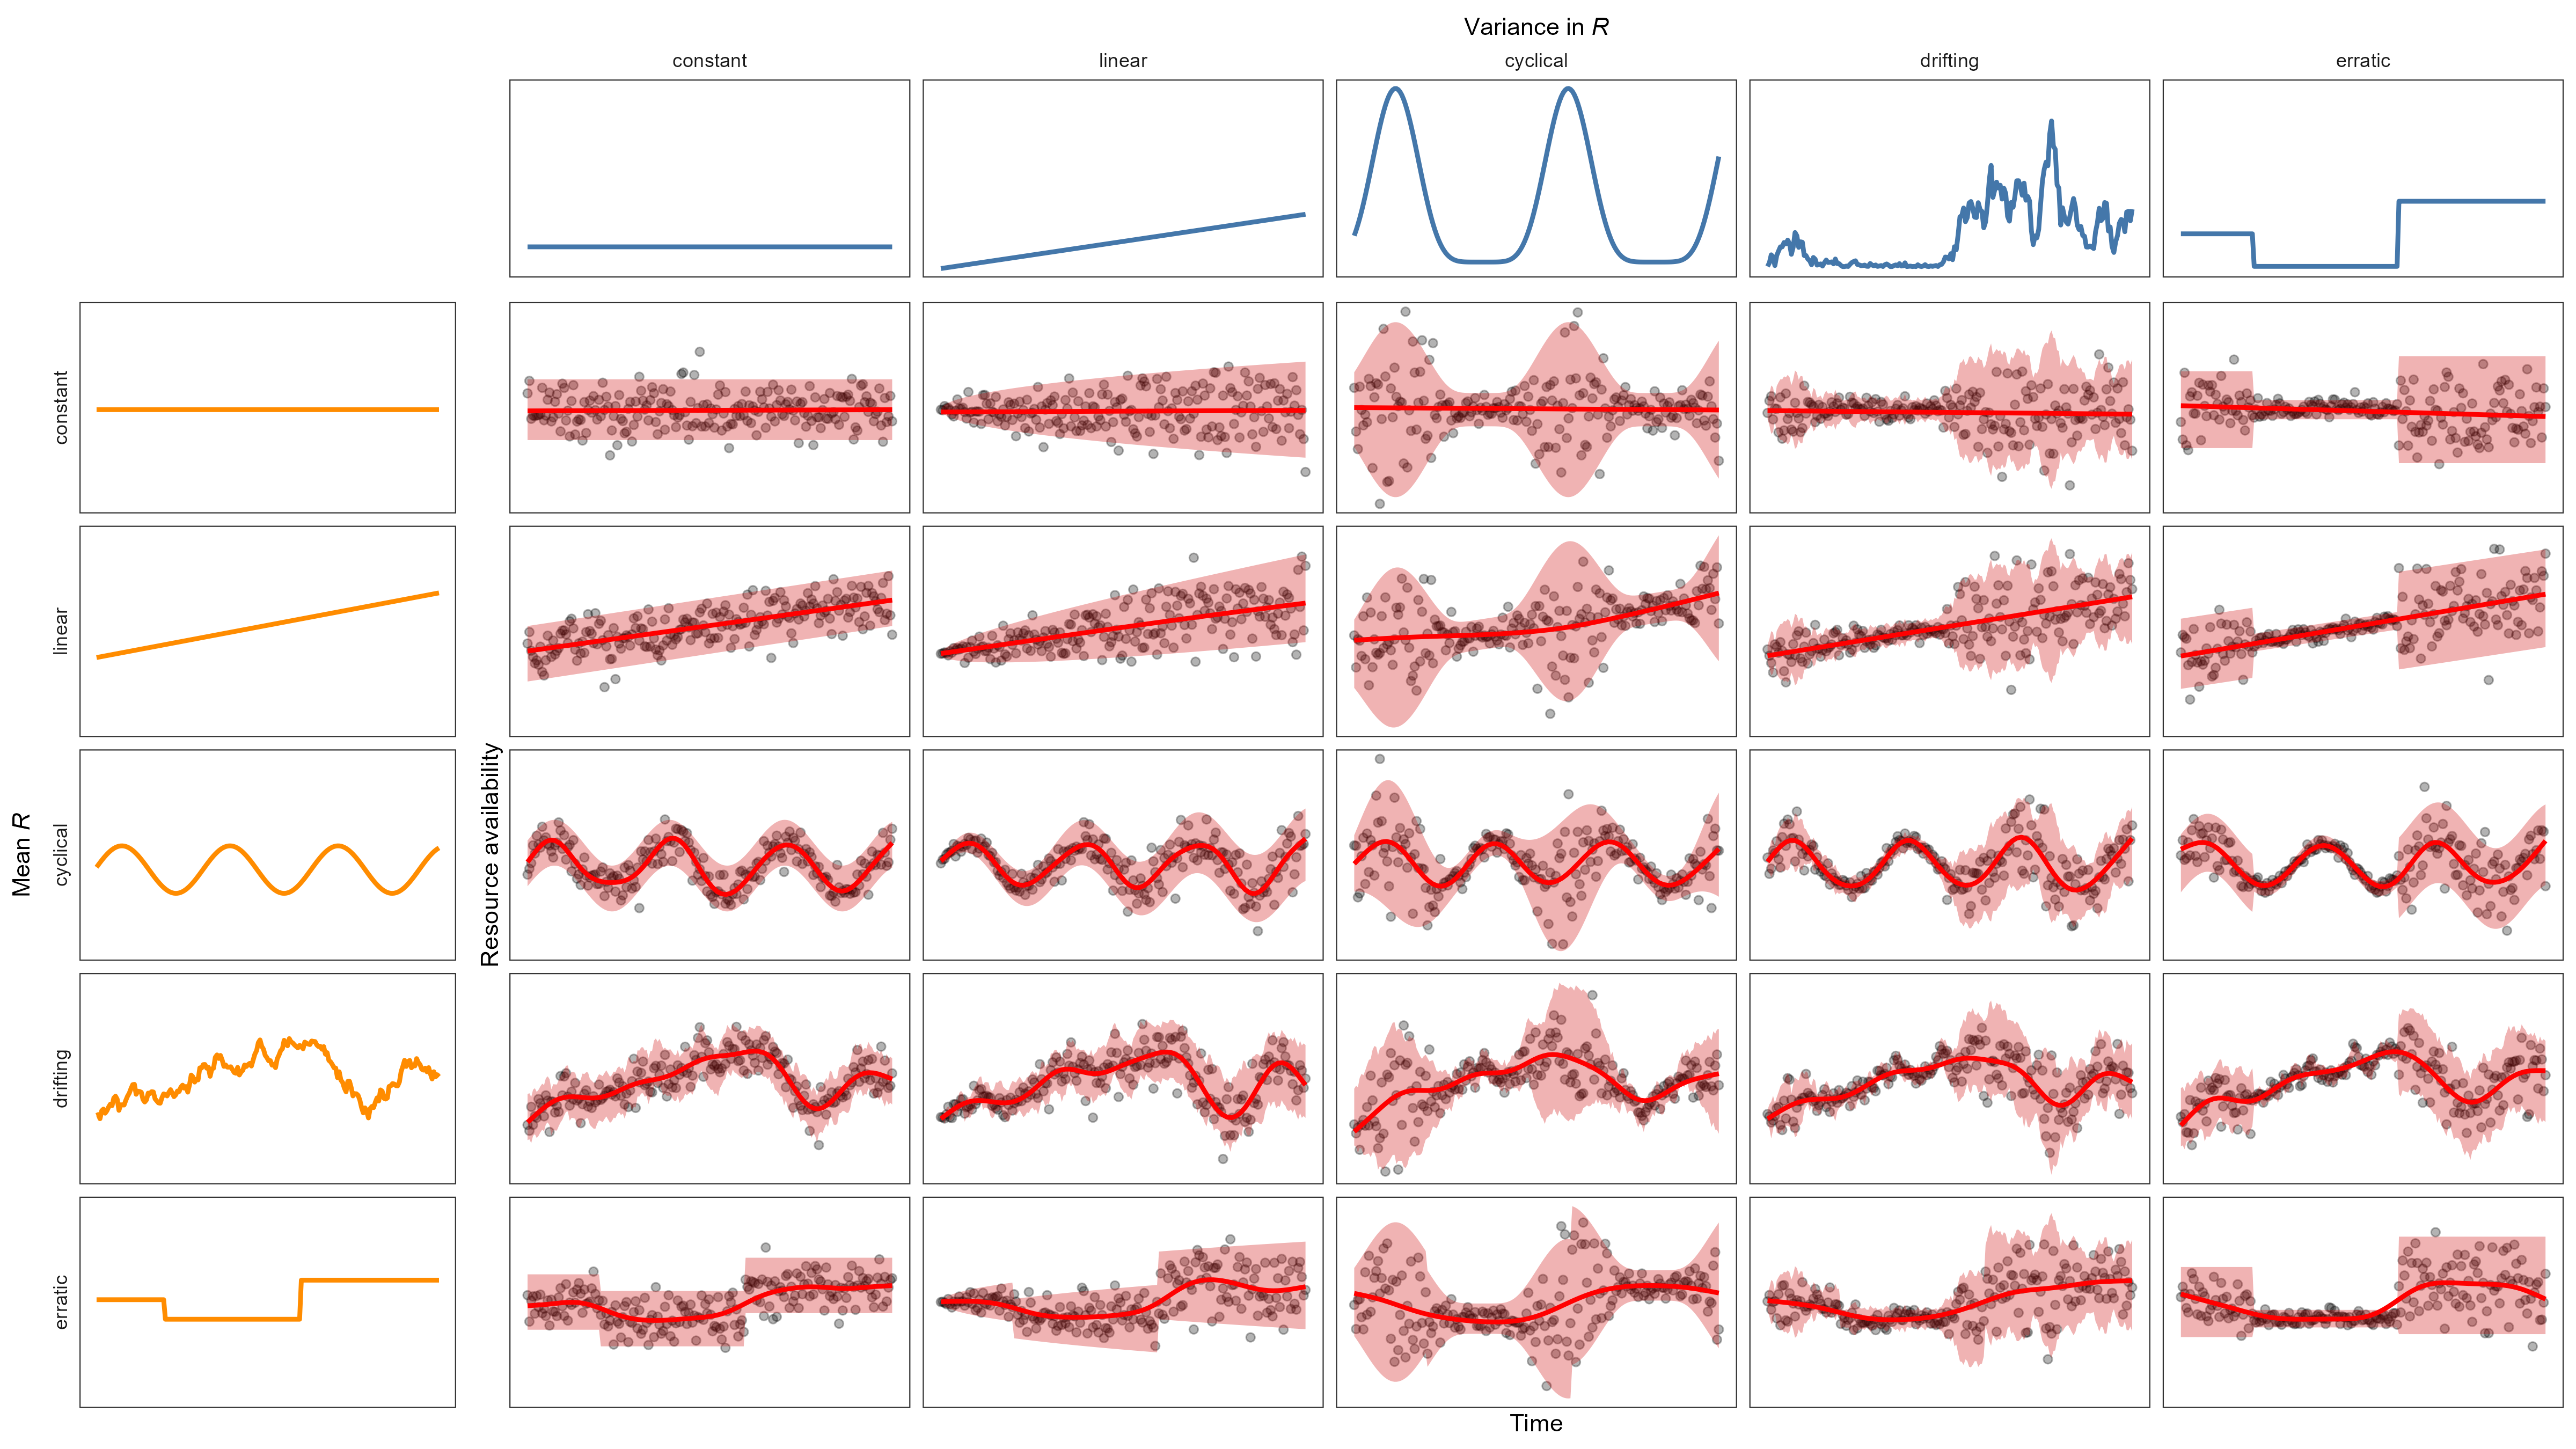 Variance in R
constant
linear
cyclical
drifting
erratic
Mean R
constant
linear
cyclical
drifting
erratic
Resource availability
Time